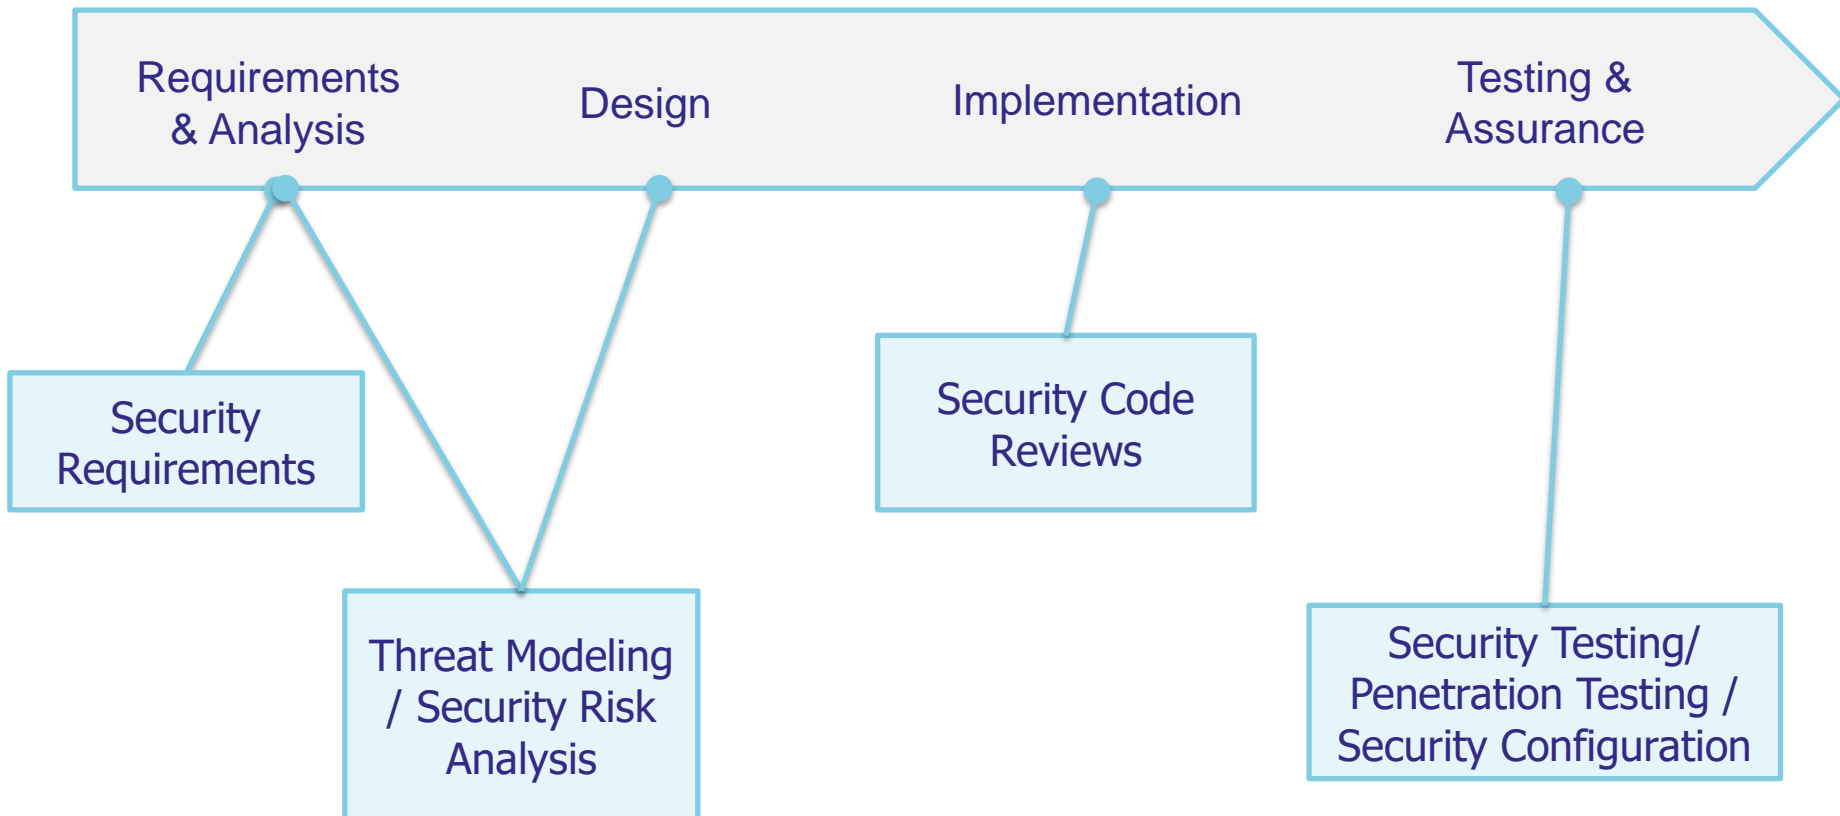 Requirements
& Analysis
Design
Implementation
Testing &
Assurance
Security
Requirements
Threat Modeling
/ Security Risk
Analysis
Security Code
Reviews
Security Testing/
Penetration Testing /
Security Configuration